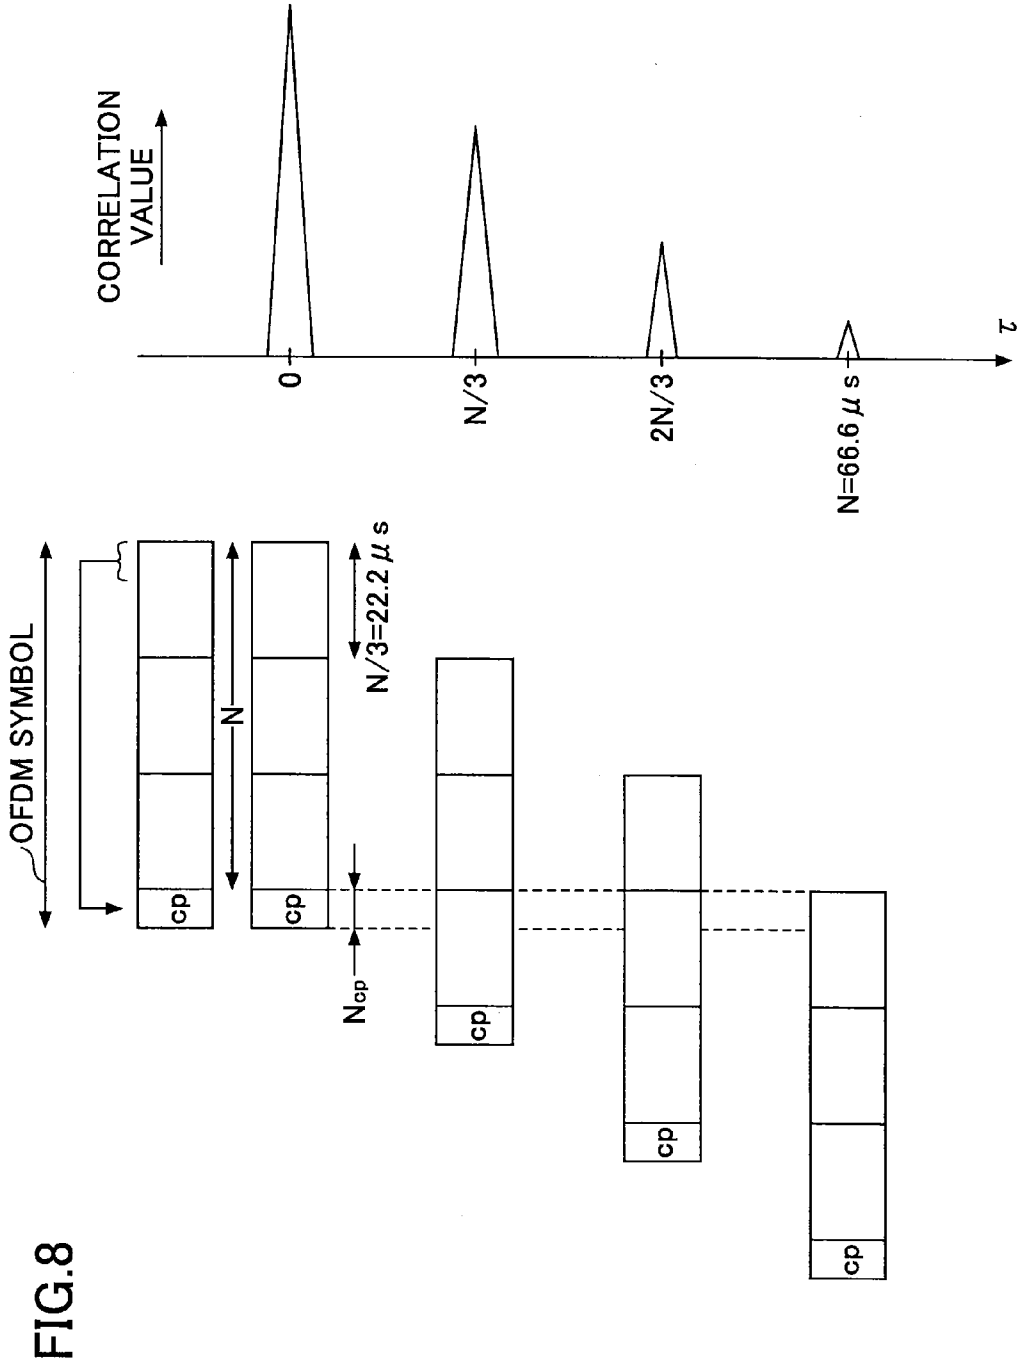 FIG.8
OFDM SYMBOL
cp
N
cp
Ncp
N/3=22.2 μs
cp
cp
cp
CORRELATION
VALUE
0
N/3
2N/3
N=66.6 μs
τ